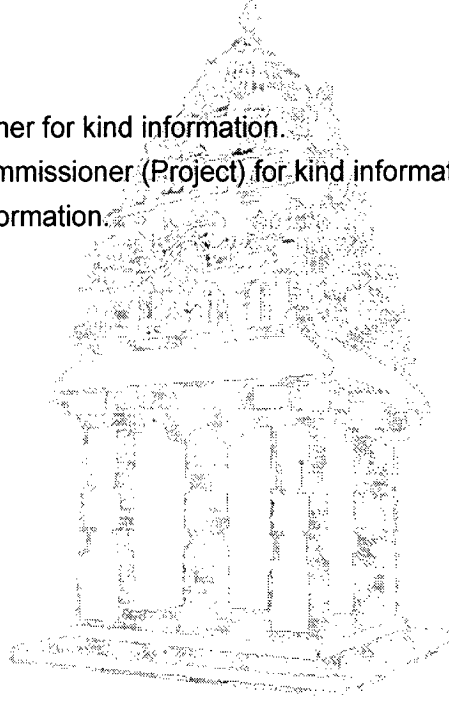 ner for kind information.
mmissioner (Project) for kind informat
ormation.